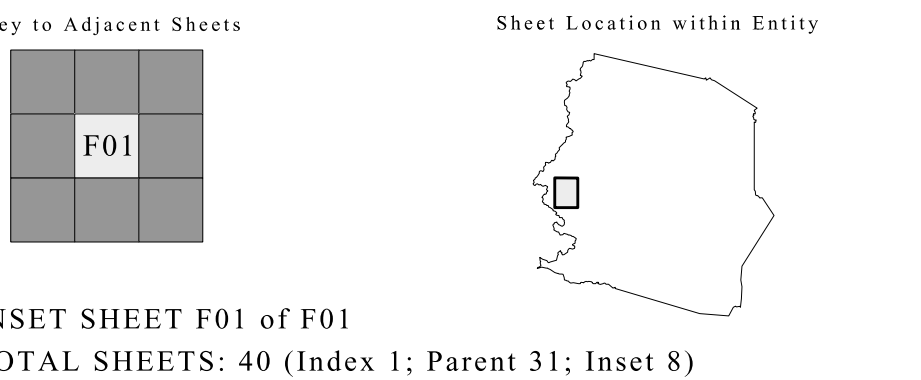 ey to Adjacent Sheets
Sheet Location within Entity
F01
NSET SHEET F01 of F01
OTAL SHEETS: 40 (Index 1; Parent 31; Inset 8)